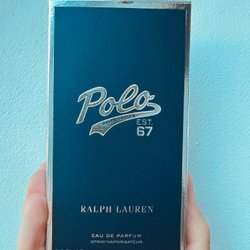 Polo
EST.
67
RALPH LAUREN
EAU DE PARFUM
SPRAY/VAPORISATEUR